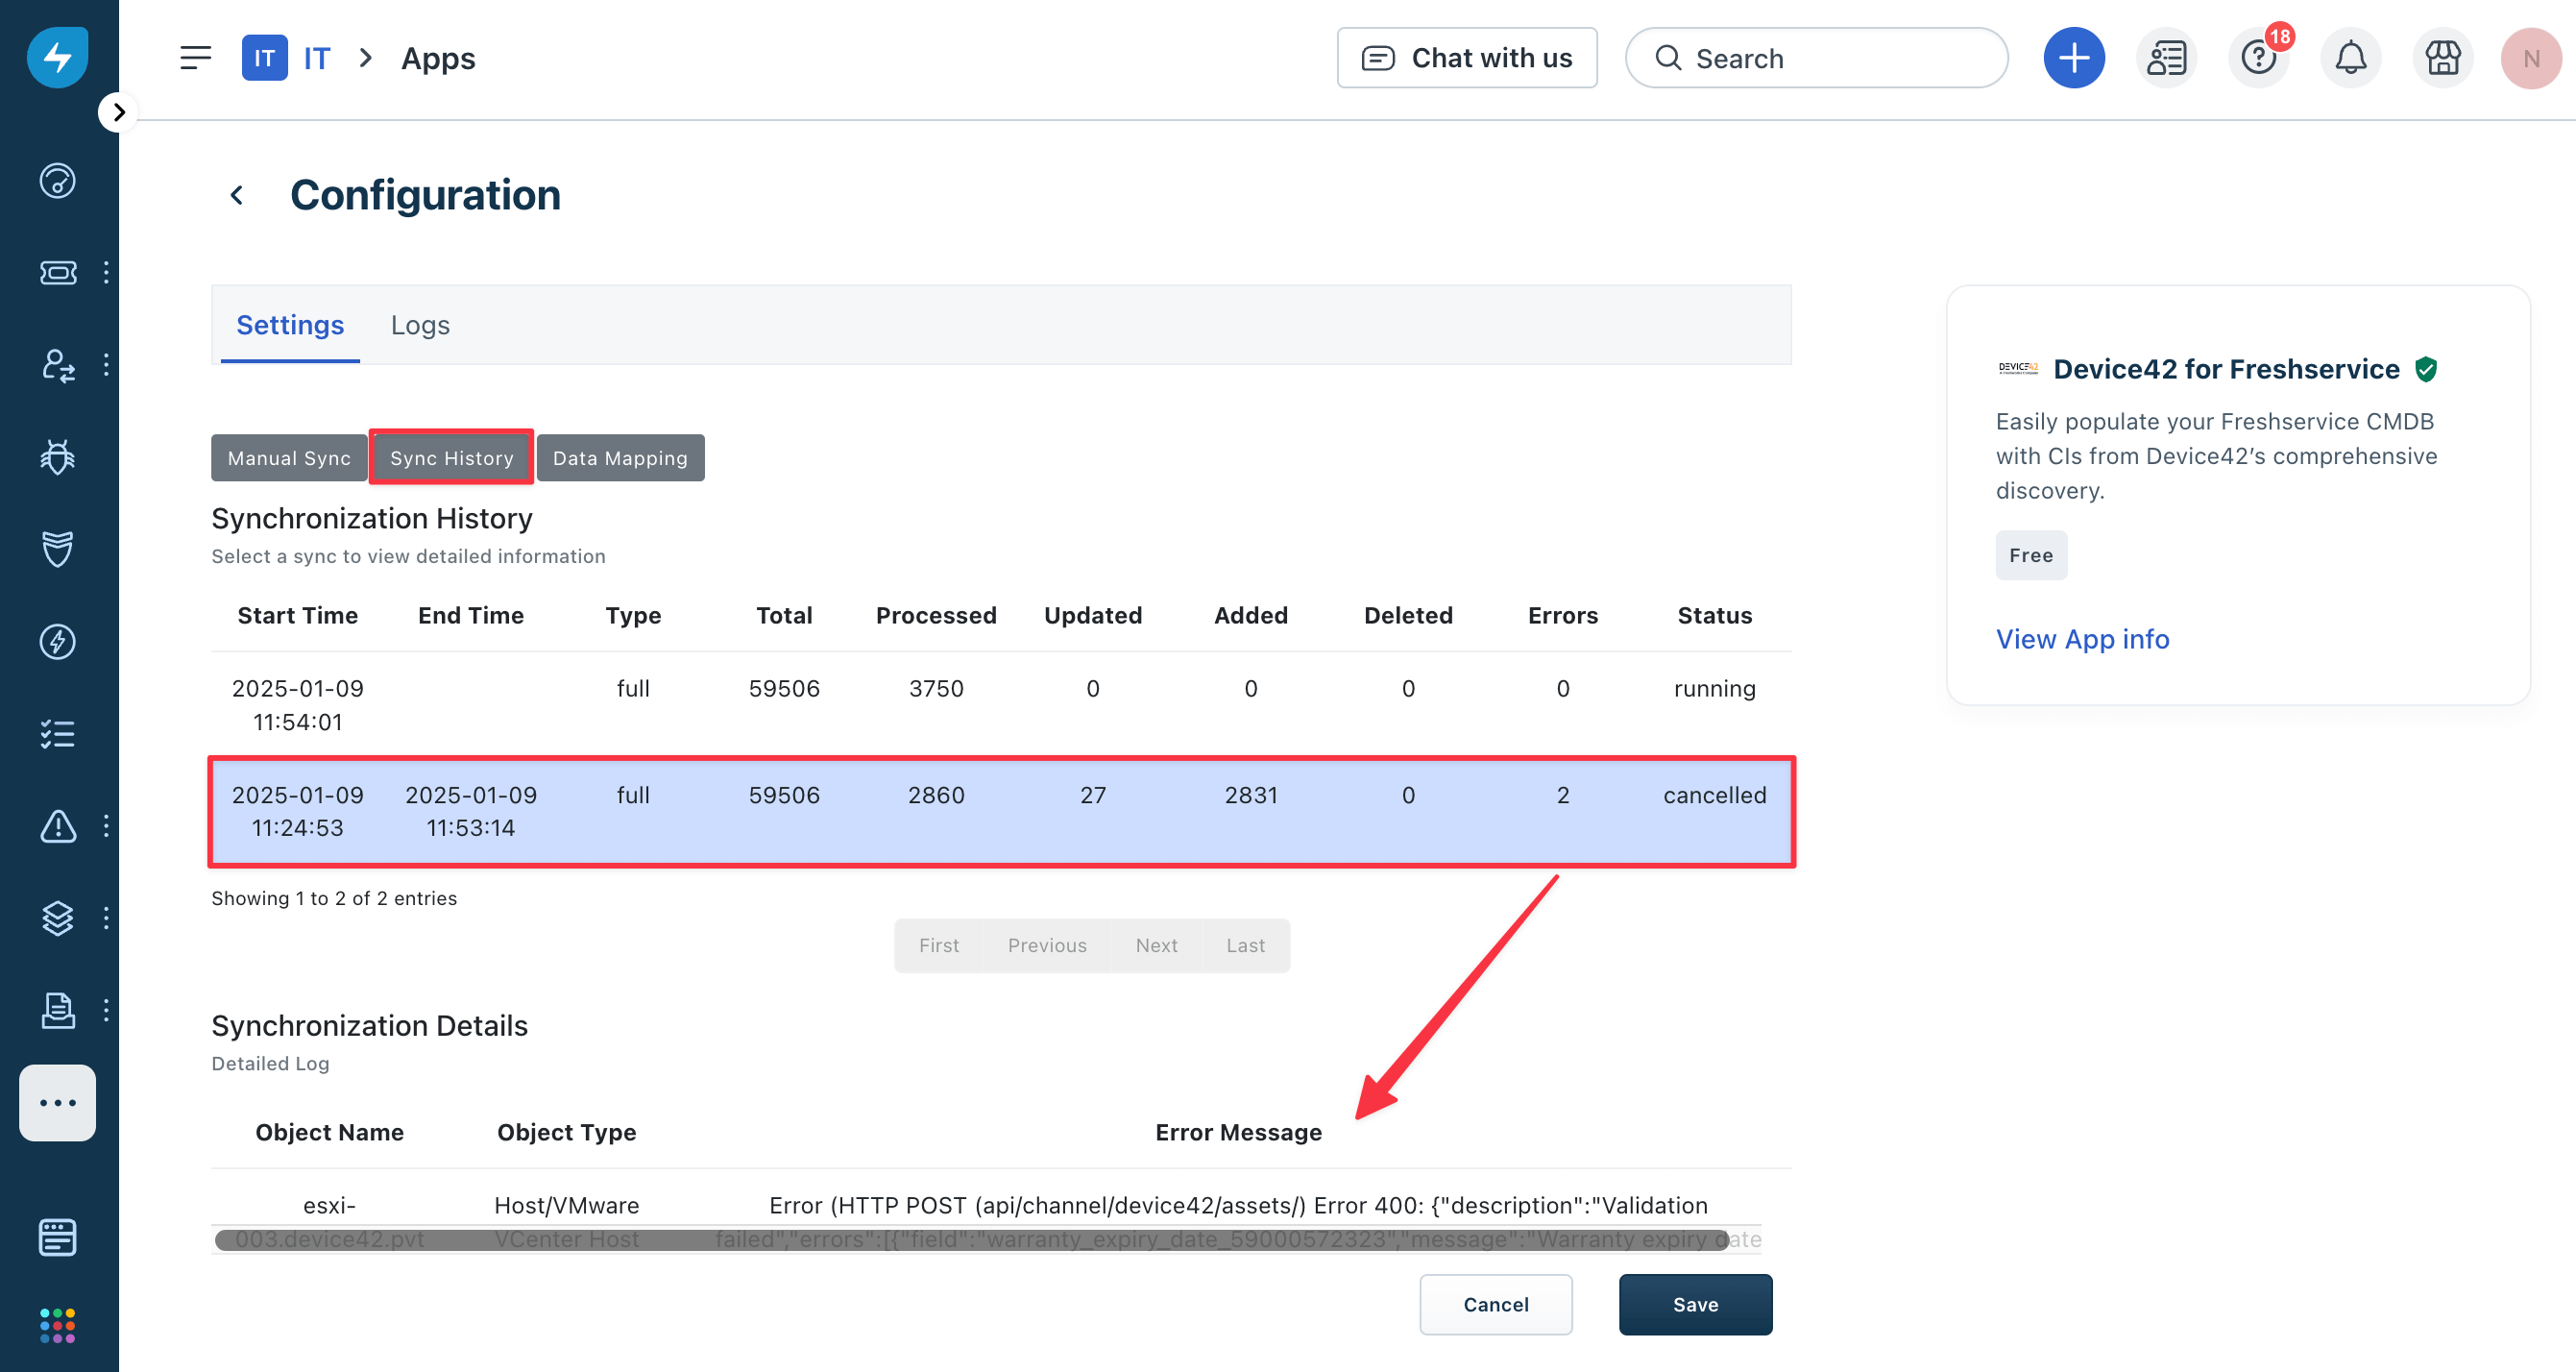 IT IT > Apps
Chat with us
Search
18
N
Configuration
Settings Logs
Manual Sync Sync History Data Mapping
Synchronization History
Select a sync to view detailed information
Start Time End Time Type Total Processed Updated Added Deleted Errors Status
2025-01-09 full 59506 3750 0 0 0 0 running
11:54:01
2025-01-09 2025-01-09 full 59506 2860 27 2831 0 2 cancelled
11:24:53 11:53:14
Showing 1 to 2 of 2 entries
First Previous Next Last
Synchronization Details
Detailed Log
Object Name Object Type Error Message
esxi- Host/VMware Error (HTTP POST (api/channel/device42/assets/) Error 400: {"description":"Validation
003.device42.pvt VCenter Host failed","errors":[{"field":"warranty_expiry_date_59000572323","message":"Warranty expiry date
Cancel Save
DEVICE42
Device42 for Freshservice
Easily populate your Freshservice CMDB
with CIs from Device42’s comprehensive
discovery.
Free
View App info